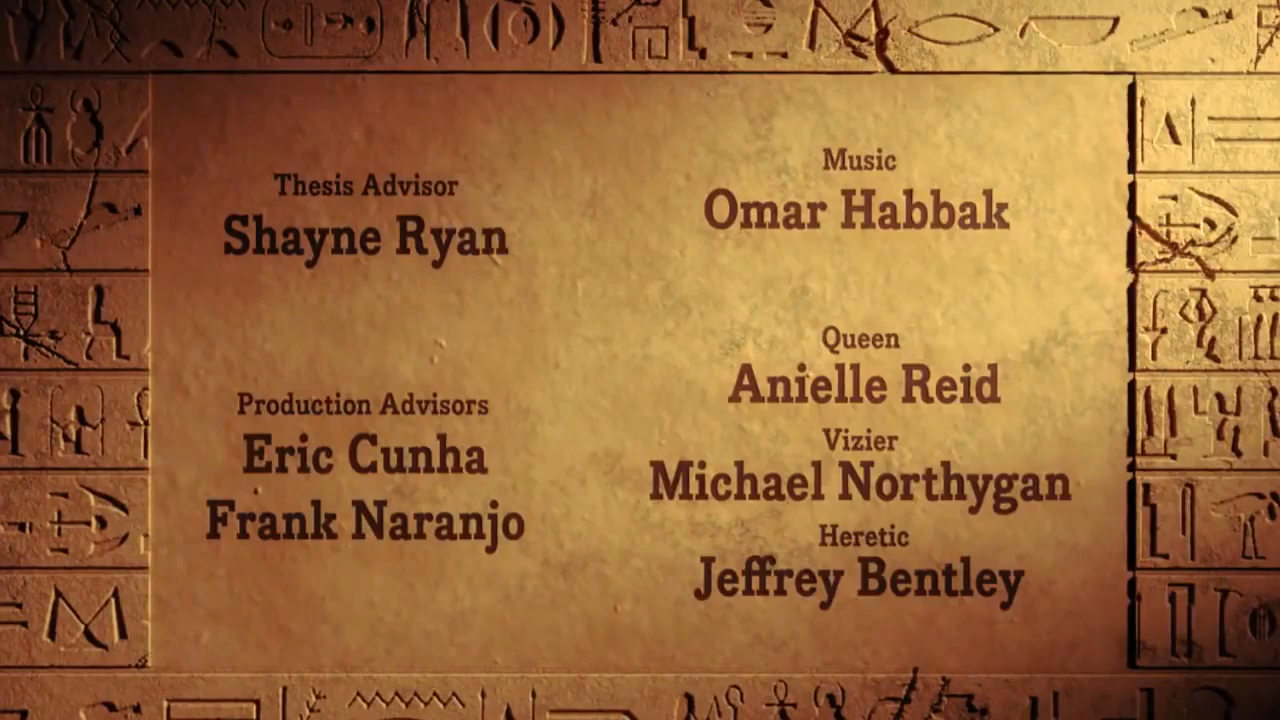 Thesis Advisor
Shayne Ryan
Production Advisors
Eric Cunha
Frank Naranjo
Music
Omar Habbak
Queen
Anielle Reid
Vizier
Michael Northygan
Heretic
Jeffrey Bentley